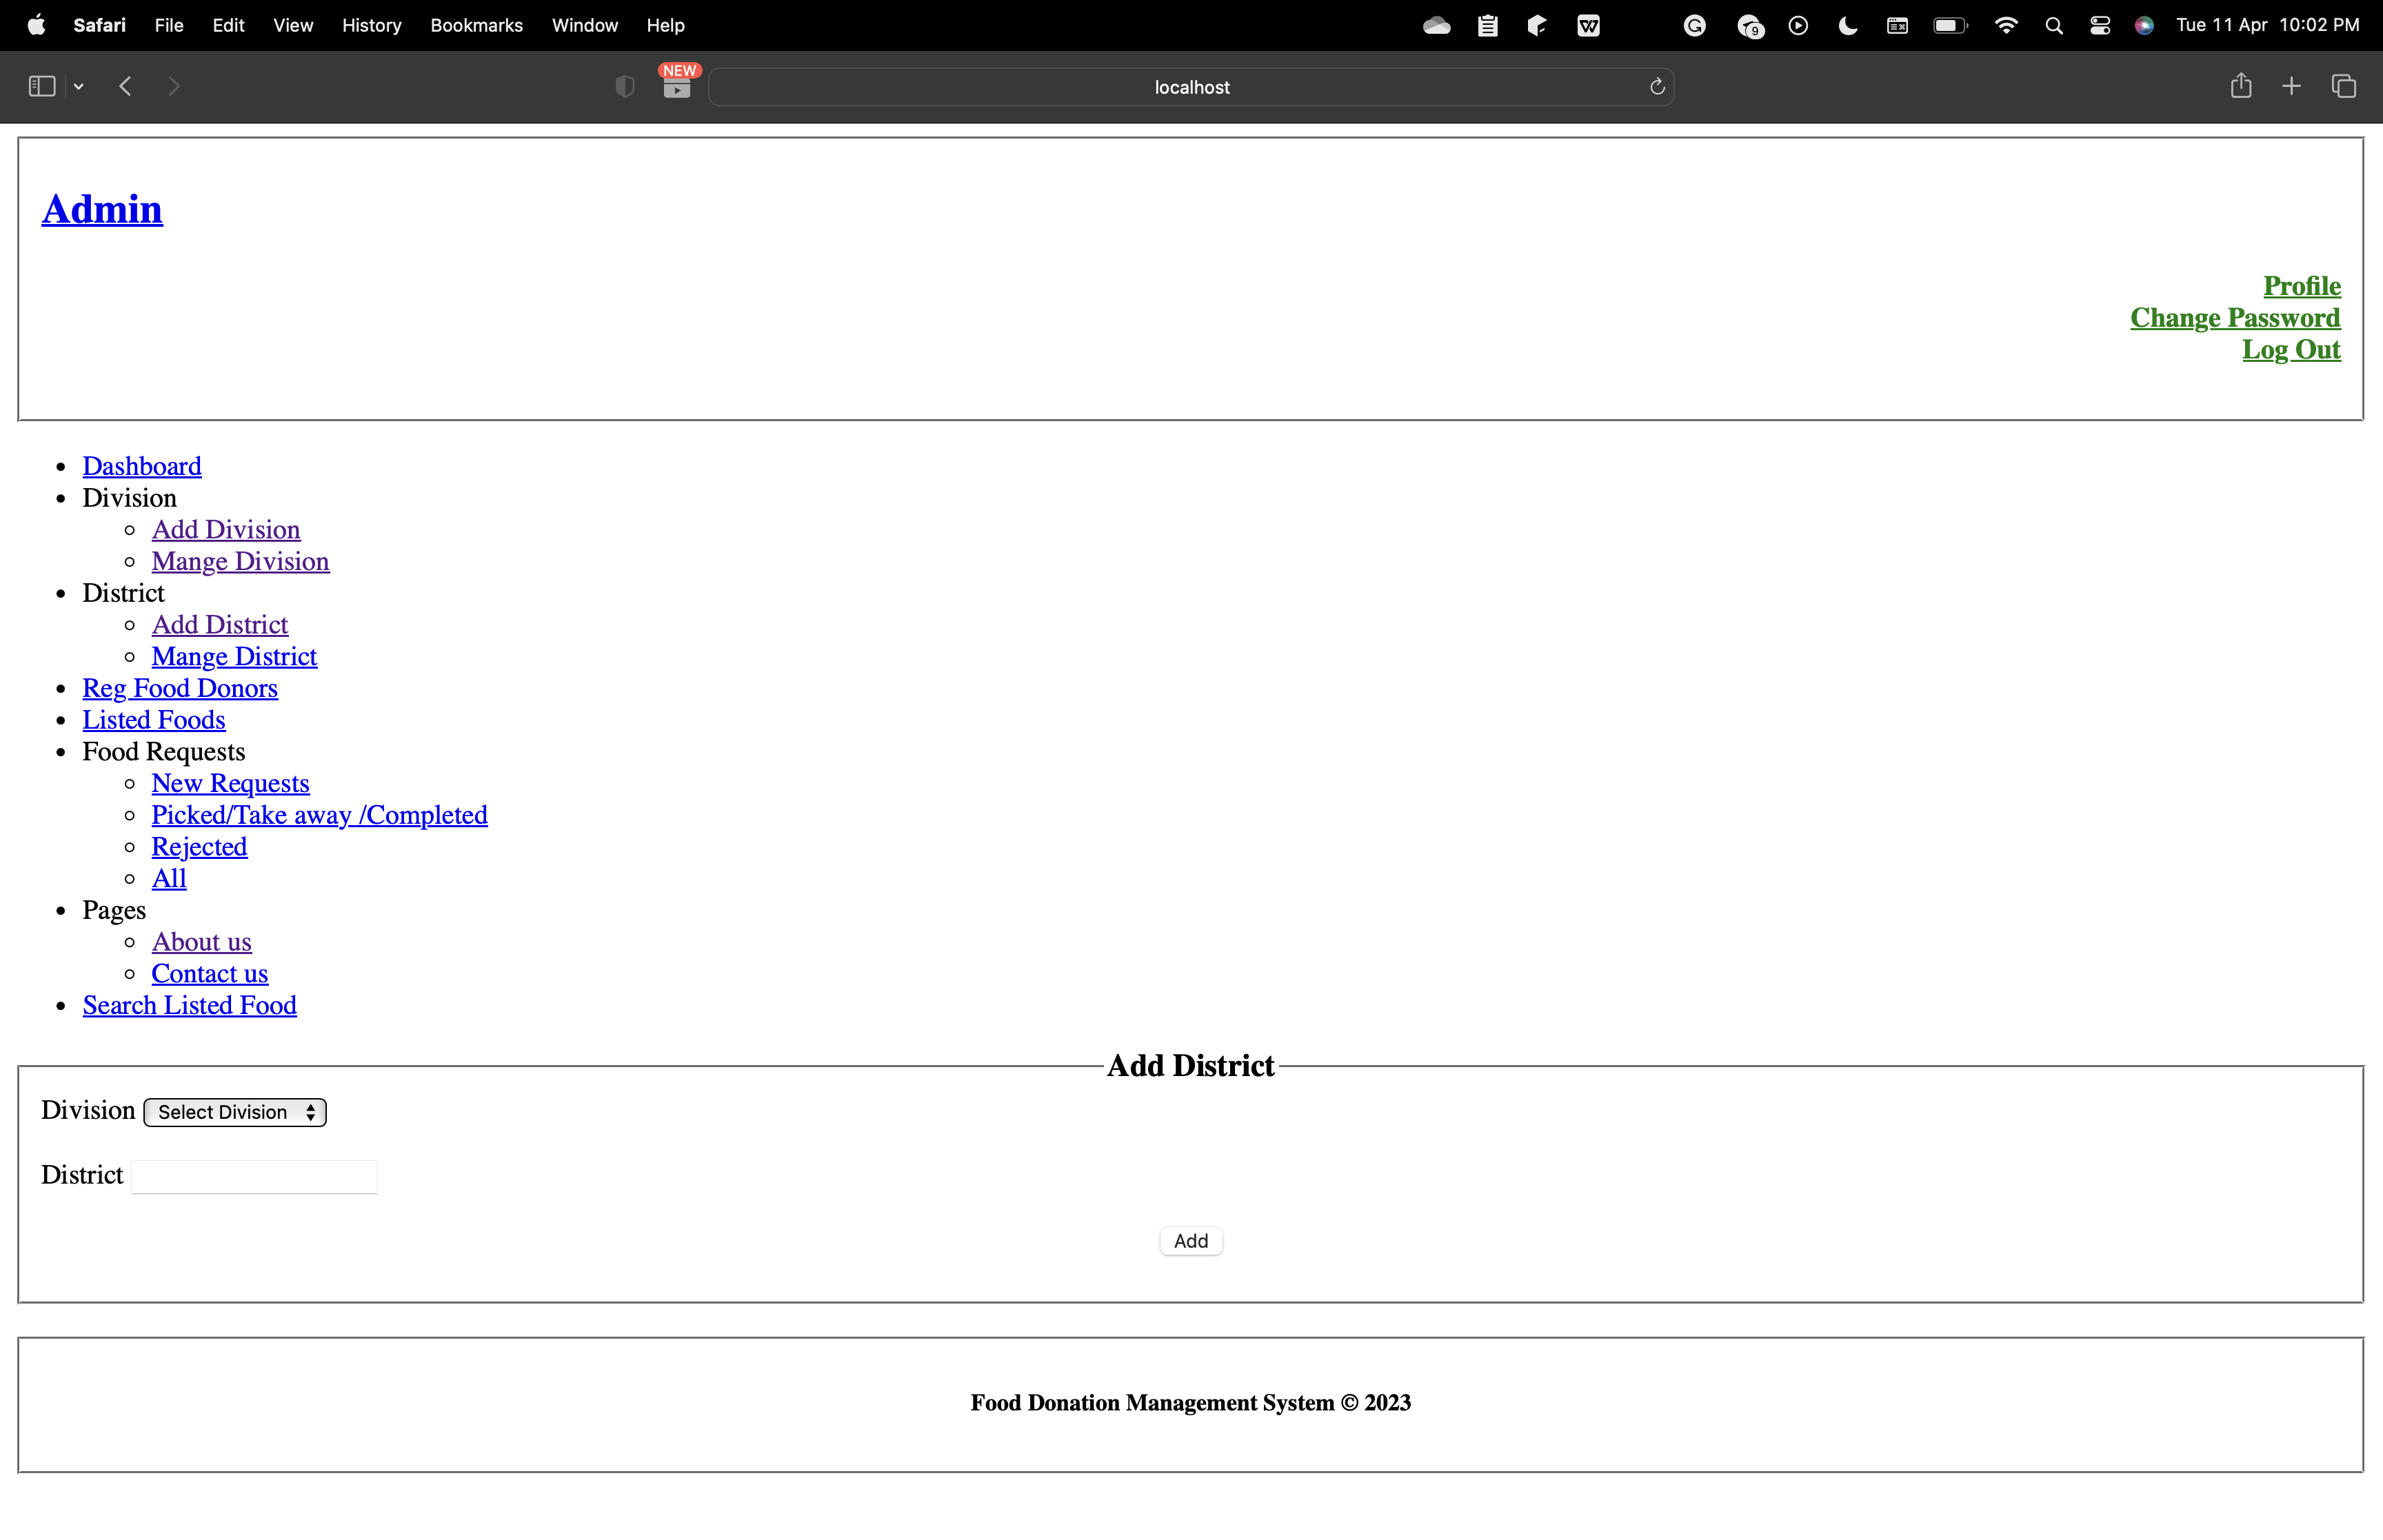 Safari File Edit View History Bookmarks Window Help 9 Tue 11 Apr 10:02 PM
NEW
localhost
Admin
Profile
Change Password
Log Out
Dashboard
Division
Add Division
Mange Division
District
Add District
Mange District
Reg Food Donors
Listed Foods
Food Requests
New Requests
Picked/Take away /Completed
Rejected
All
Pages
About us
Contact us
Search Listed Food
Add District
Division Select Division
District
Add
Food Donation Management System © 2023